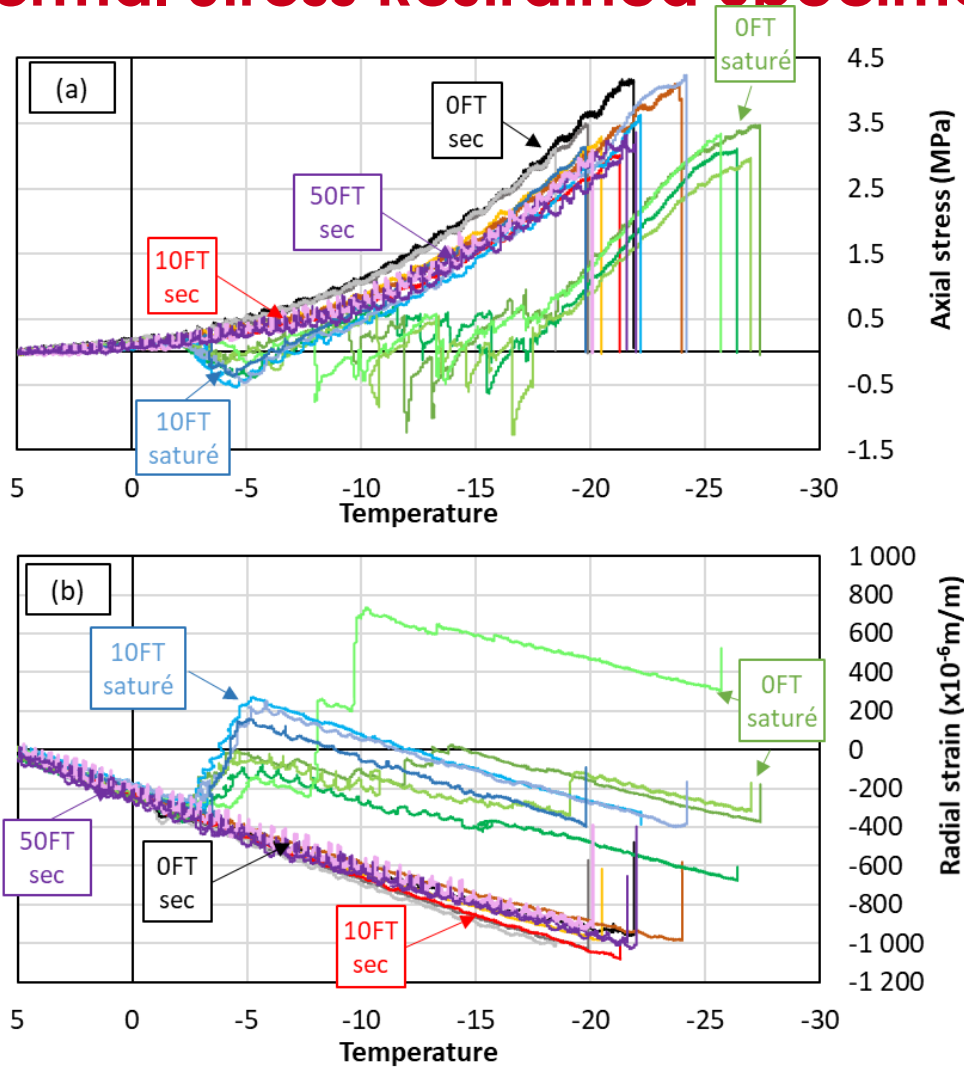 (a)
0FT
saturé
0FT
sec
50FT
sec
10FT
sec
10FT
saturé
4.5
3.5
2.5
1.5
0.5
-0.5
-1.5
Axial stress (MPa)
5 0 -5 -10 -15 -20 -25 -30
Temperature
(b)
10FT
saturé
0FT
saturé
50FT
sec
0FT
sec
10FT
sec
1 000
800
600
400
200
0
-200
-400
-600
-800
-1 000
-1 200
Radial strain (x10⁻⁶m/m)
5 0 -5 -10 -15 -20 -25 -30
Temperature